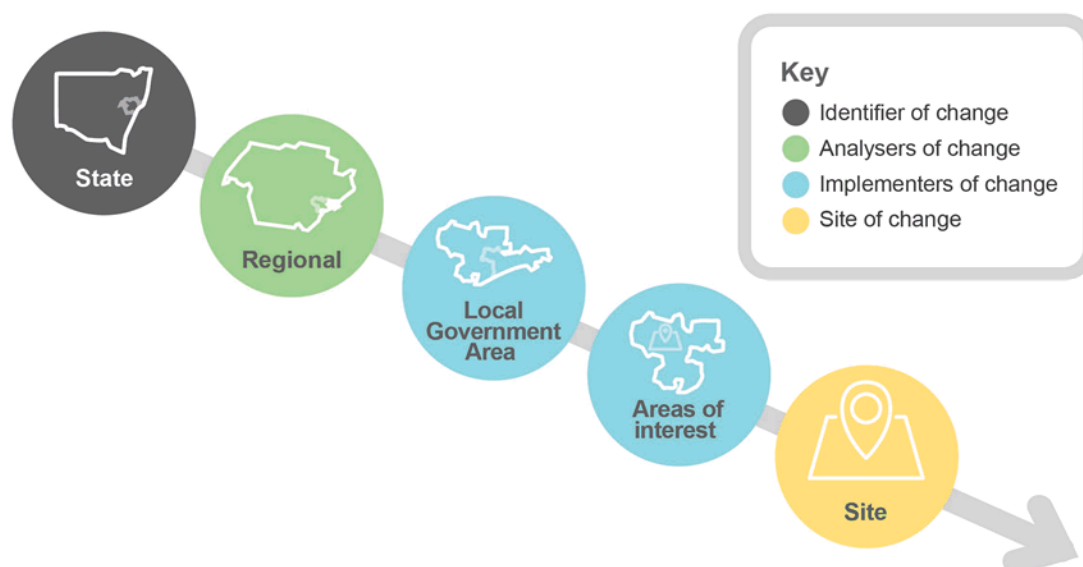 Key
Identifier of change
Analysers of change
Implementers of change
Site of change
State
Regional
Local
Government
Area
Areas of
interest
Site